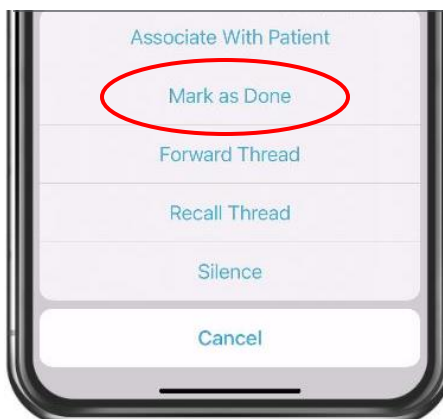 Associate With Patient
Mark as Done
Forward Thread
Recall Thread
Silence
Cancel